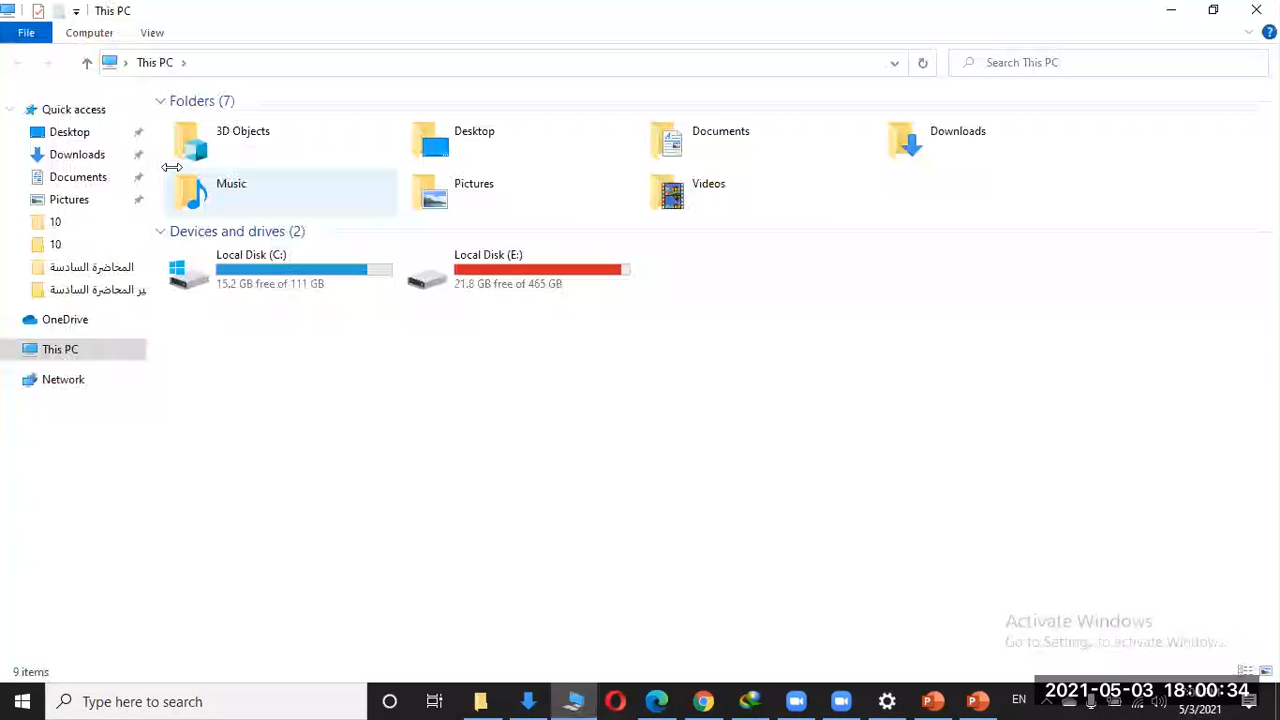 This PC
File Computer View
This PC
Search This PC
Quick access
Desktop
Downloads
Documents
Pictures
10
10
المحاضرة السادسة
ير المحاضرة السادسة
OneDrive
This PC
Network
Folders (7)
3D Objects
Desktop
Documents
Downloads
Music
Pictures
Videos
Devices and drives (2)
Local Disk (C:)
15.2 GB free of 111 GB
Local Disk (E:)
21.8 GB free of 465 GB
Activate Windows
Go to Settings to activate Windows.
9 items
Type here to search
EN
2021-05-03 18:00:34
5/3/2021